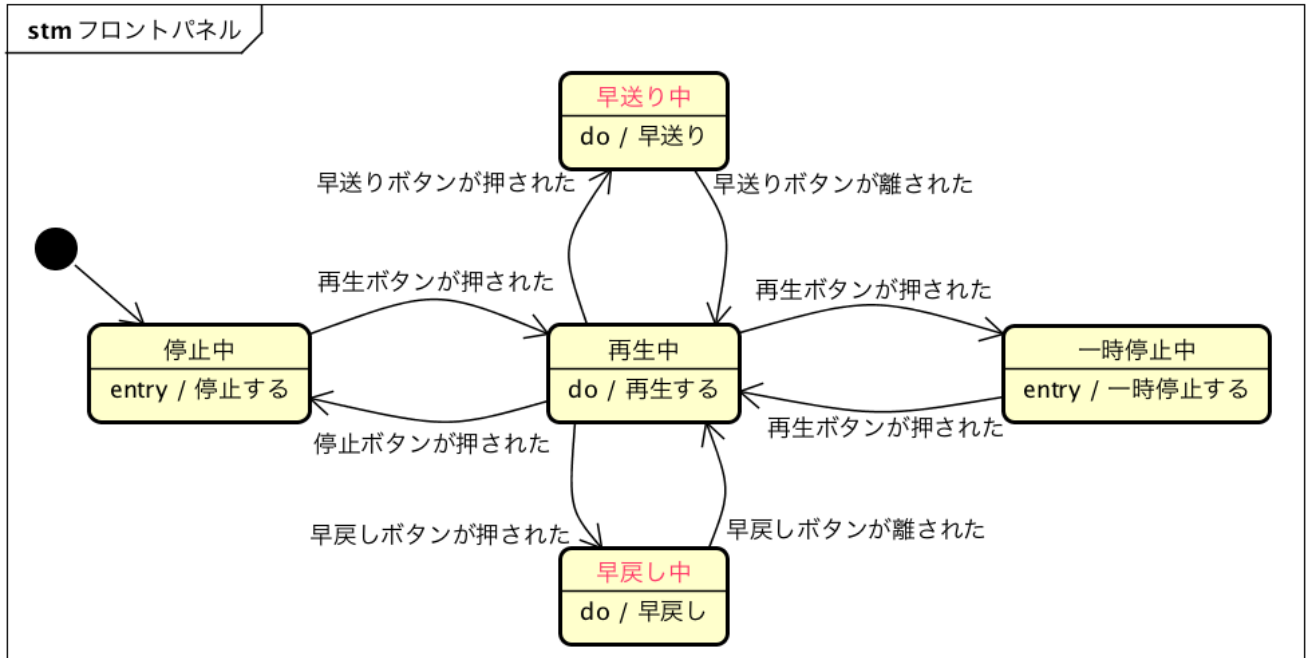 stm フロントパネル
早送り中
do / 早送り
早送りボタンが押された
早送りボタンが離された
再生ボタンが押された
再生ボタンが押された
停止中
entry / 停止する
再生中
do / 再生する
一時停止中
entry / 一時停止する
停止ボタンが押された
再生ボタンが押された
早戻しボタンが押された
早戻しボタンが離された
早戻し中
do / 早戻し